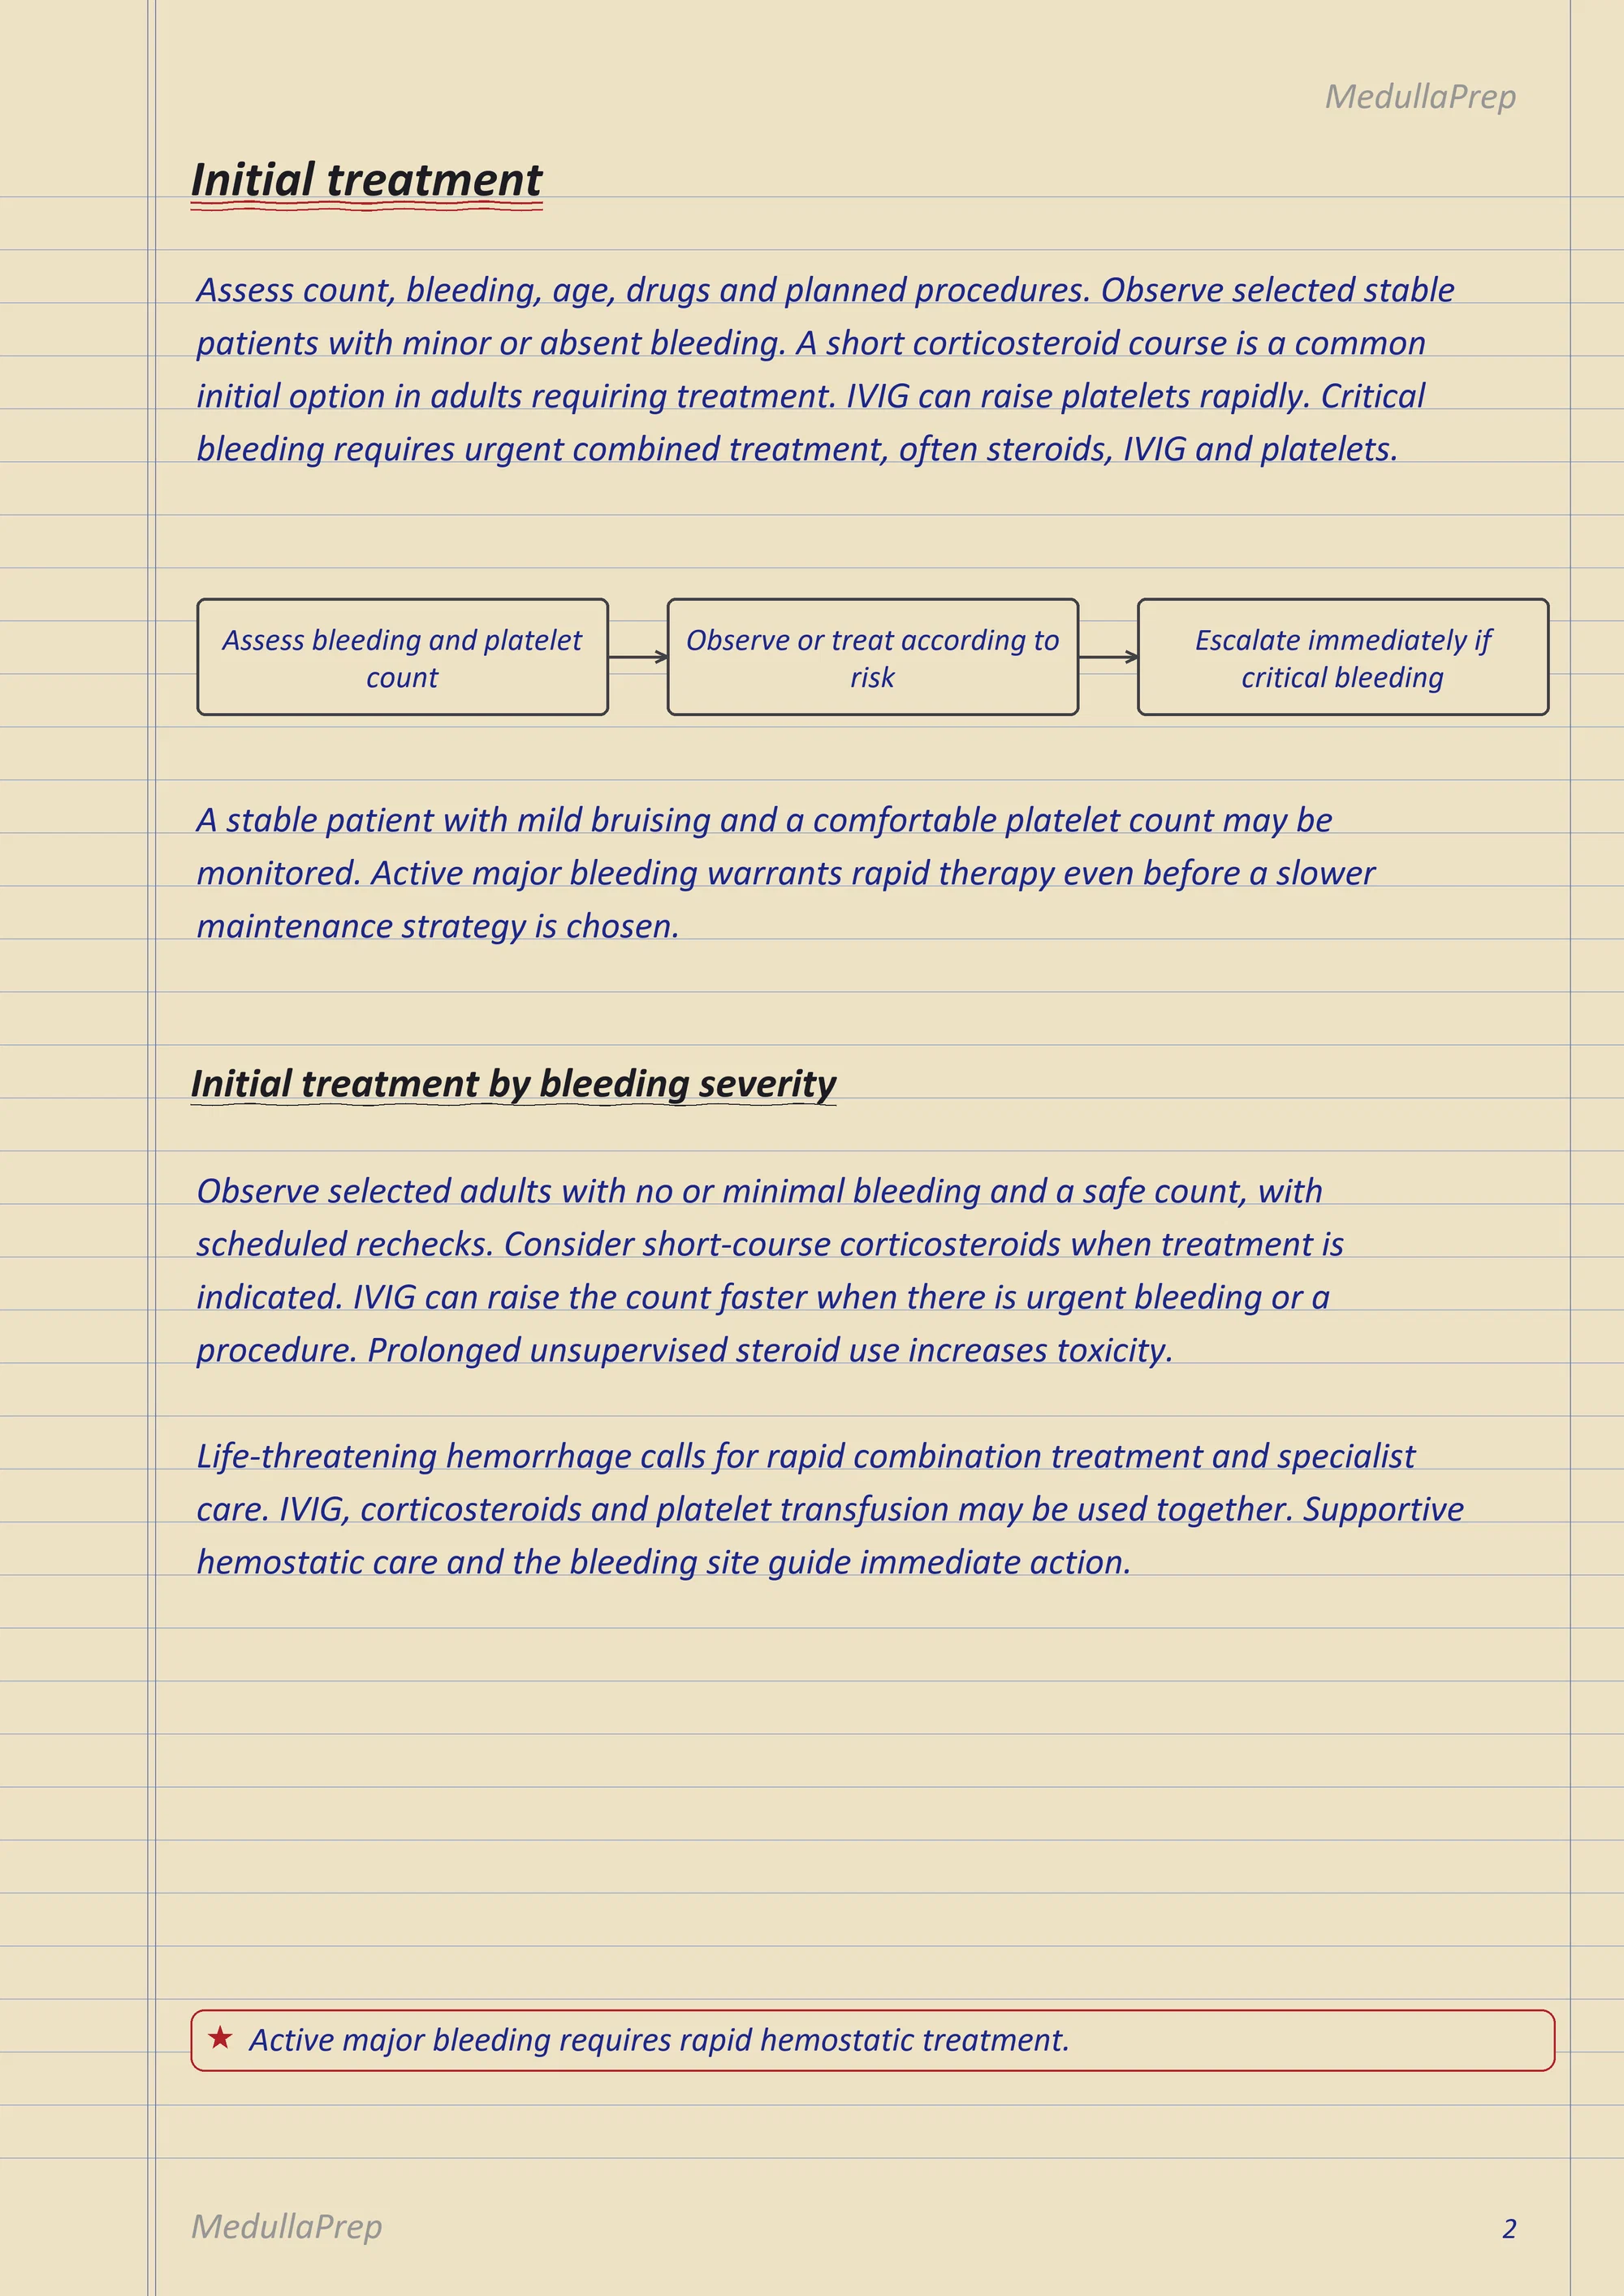 MedullaPrep
Initial treatment
Assess count, bleeding, age, drugs and planned procedures. Observe selected stable
patients with minor or absent bleeding. A short corticosteroid course is a common
initial option in adults requiring treatment. IVIG can raise platelets rapidly. Critical
bleeding requires urgent combined treatment, often steroids, IVIG and platelets.
Assess bleeding and platelet
count
Observe or treat according to
risk
Escalate immediately if
critical bleeding
A stable patient with mild bruising and a comfortable platelet count may be
monitored. Active major bleeding warrants rapid therapy even before a slower
maintenance strategy is chosen.
Initial treatment by bleeding severity
Observe selected adults with no or minimal bleeding and a safe count, with
scheduled rechecks. Consider short-course corticosteroids when treatment is
indicated. IVIG can raise the count faster when there is urgent bleeding or a
procedure. Prolonged unsupervised steroid use increases toxicity.
Life-threatening hemorrhage calls for rapid combination treatment and specialist
care. IVIG, corticosteroids and platelet transfusion may be used together. Supportive
hemostatic care and the bleeding site guide immediate action.
★ Active major bleeding requires rapid hemostatic treatment.
MedullaPrep
2